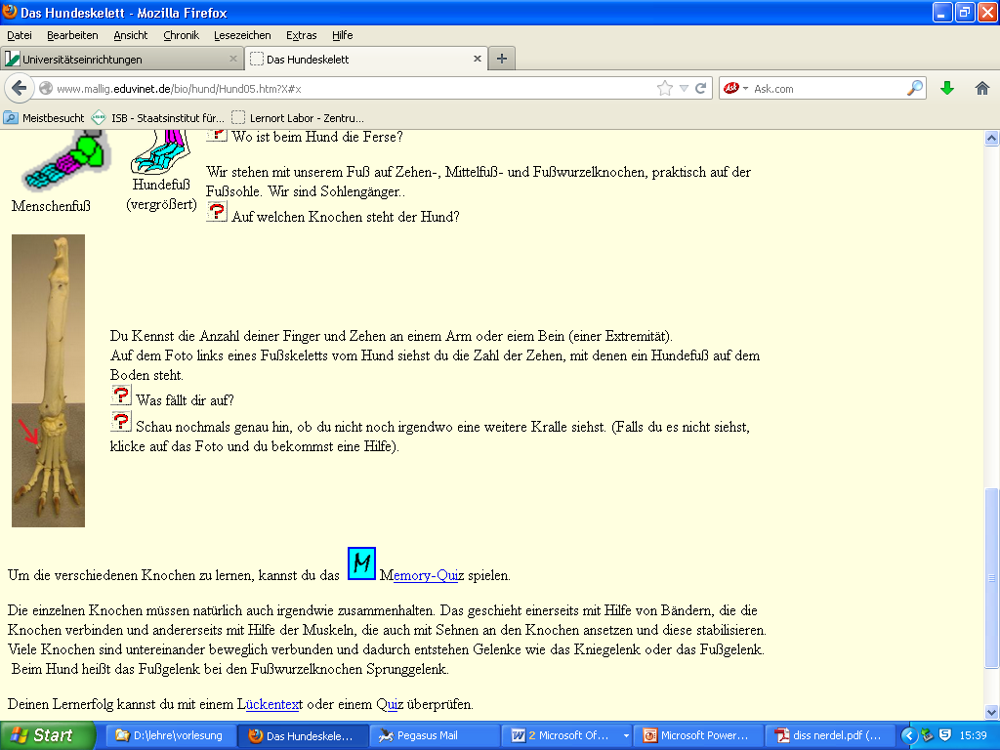 Das Hundeskelett - Mozilla Firefox
Datei Bearbeiten Ansicht Chronik Lesezeichen Extras Hilfe
Universitätseinrichtungen
Das Hundeskelett
www.mallig.eduvinet.de/bio/hund/Hund05.htm?X#x
Ask
Ask.com
Meistbesucht
ISB - Staatsinstitut für...
Lernort Labor - Zentru...
? Wo ist beim Hund die Ferse?
Menschenfuß
Hundefuß
(vergrößert)
Wir stehen mit unserem Fuß auf Zehen-, Mittelfuß- und Fußwurzelknochen, praktisch auf der
Fußsohle. Wir sind Sohlengänger..
? Auf welchen Knochen steht der Hund?
Du Kennst die Anzahl deiner Finger und Zehen an einem Arm oder eiem Bein (einer Extremität).
Auf dem Foto links eines Fußskeletts vom Hund siehst du die Zahl der Zehen, mit denen ein Hundefuß auf dem
Boden steht.
? Was fällt dir auf?
? Schau nochmals genau hin, ob du nicht noch irgendwo eine weitere Kralle siehst. (Falls du es nicht siehst,
klicke auf das Foto und du bekommst eine Hilfe).
Um die verschiedenen Knochen zu lernen, kannst du das M Memory-Quiz spielen.
Die einzelnen Knochen müssen natürlich auch irgendwie zusammenhalten. Das geschieht einerseits mit Hilfe von Bändern, die die
Knochen verbinden und andererseits mit Hilfe der Muskeln, die auch mit Sehnen an den Knochen ansetzen und diese stabilisieren.
Viele Knochen sind untereinander beweglich verbunden und dadurch entstehen Gelenke wie das Kniegelenk oder das Fußgelenk.
Beim Hund heißt das Fußgelenk bei den Fußwurzelknochen Sprunggelenk.
Deinen Lernerfolg kannst du mit einem Lückentext oder einem Quiz überprüfen.
Start
D:\lehre\vorlesung
Das Hundeskele...
Pegasus Mail
2 Microsoft Of...
Microsoft Power...
diss nerdel.pdf (...
15:39